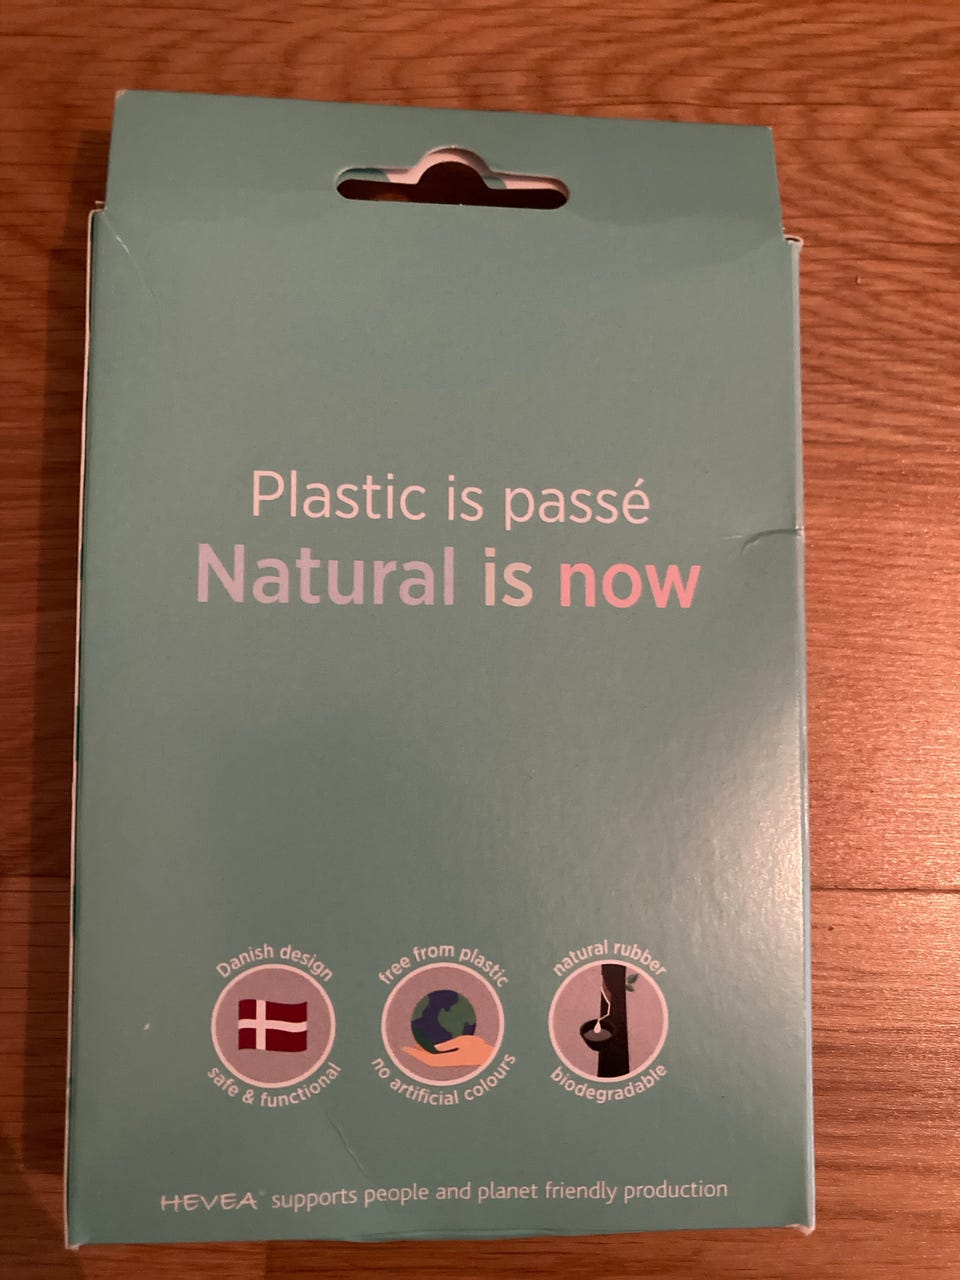 Plastic is passé
Natural is now
Danish design
safe & functional
free from plastic
no artificial colours
natural rubber
biodegradable
HEVEA® supports people and planet friendly production